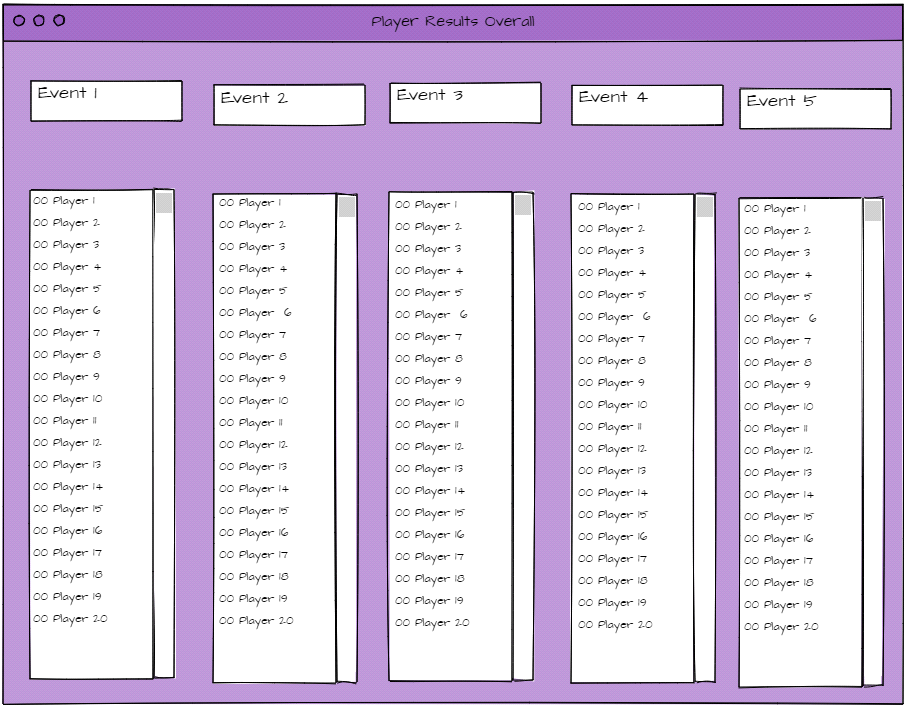 Player Results Overall
Event 1
Event 2
Event 3
Event 4
Event 5
00 Player 1
00 Player 2
00 Player 3
00 Player 4
00 Player 5
00 Player 6
00 Player 7
00 Player 8
00 Player 9
00 Player 10
00 Player 11
00 Player 12
00 Player 13
00 Player 14
00 Player 15
00 Player 16
00 Player 17
00 Player 18
00 Player 19
00 Player 20
00 Player 1
00 Player 2
00 Player 3
00 Player 4
00 Player 5
00 Player  6
00 Player 7
00 Player 8
00 Player 9
00 Player 10
00 Player 11
00 Player 12
00 Player 13
00 Player 14
00 Player 15
00 Player 16
00 Player 17
00 Player 18
00 Player 19
00 Player 20
00 Player 1
00 Player 2
00 Player 3
00 Player 4
00 Player 5
00 Player  6
00 Player 7
00 Player 8
00 Player 9
00 Player 10
00 Player 11
00 Player 12
00 Player 13
00 Player 14
00 Player 15
00 Player 16
00 Player 17
00 Player 18
00 Player 19
00 Player 20
00 Player 1
00 Player 2
00 Player 3
00 Player 4
00 Player 5
00 Player  6
00 Player 7
00 Player 8
00 Player 9
00 Player 10
00 Player 11
00 Player 12
00 Player 13
00 Player 14
00 Player 15
00 Player 16
00 Player 17
00 Player 18
00 Player 19
00 Player 20
00 Player 1
00 Player 2
00 Player 3
00 Player 4
00 Player 5
00 Player  6
00 Player 7
00 Player 8
00 Player 9
00 Player 10
00 Player 11
00 Player 12
00 Player 13
00 Player 14
00 Player 15
00 Player 16
00 Player 17
00 Player 18
00 Player 19
00 Player 20